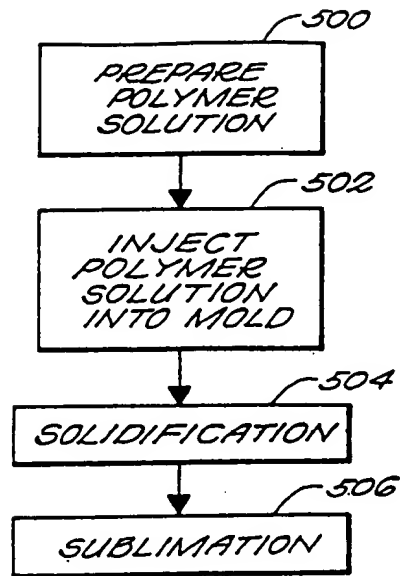 500
PREPARE
POLYMER
SOLUTION
502
INJECT
POLYMER
SOLUTION
INTO MOLD
504
SOLIDIFICATION
506
SUBLIMATION